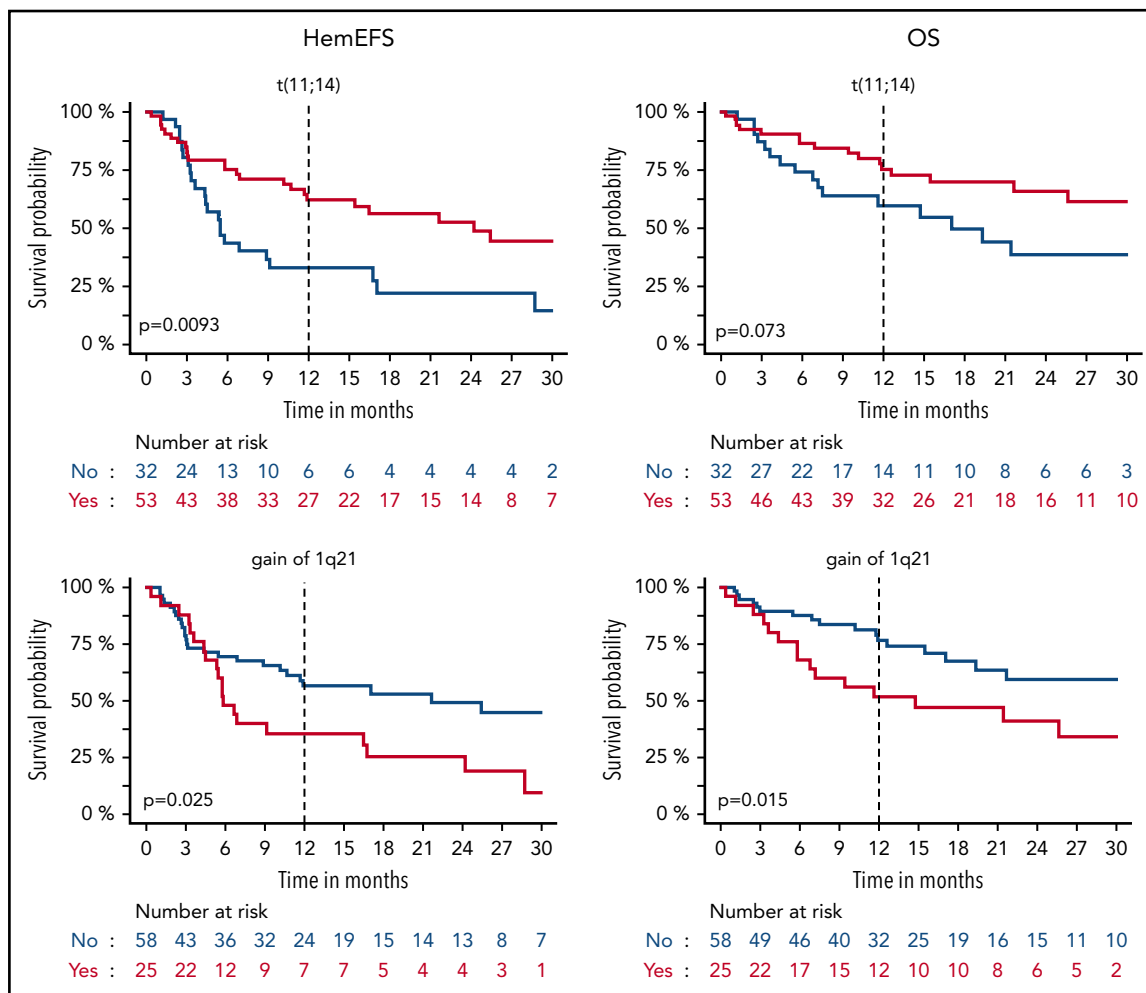 HemEFS
t(11;14)
100 %
75 %
50 %
25 %
0 %
Survival probability
p=0.0093
0 3 6 9 12 15 18 21 24 27 30
Time in months
Number at risk
No : 32 24 13 10 6 6 4 4 4 4 2
Yes : 53 43 38 33 27 22 17 15 14 8 7
OS
t(11;14)
100 %
75 %
50 %
25 %
0 %
Survival probability
p=0.073
0 3 6 9 12 15 18 21 24 27 30
Time in months
Number at risk
No : 32 27 22 17 14 11 10 8 6 6 3
Yes : 53 46 43 39 32 26 21 18 16 11 10
gain of 1q21
100 %
75 %
50 %
25 %
0 %
Survival probability
p=0.025
0 3 6 9 12 15 18 21 24 27 30
Time in months
Number at risk
No : 58 43 36 32 24 19 15 14 13 8 7
Yes : 25 22 12 9 7 7 5 4 4 3 1
gain of 1q21
100 %
75 %
50 %
25 %
0 %
Survival probability
p=0.015
0 3 6 9 12 15 18 21 24 27 30
Time in months
Number at risk
No : 58 49 46 40 32 25 19 16 15 11 10
Yes : 25 22 17 15 12 10 10 8 6 5 2